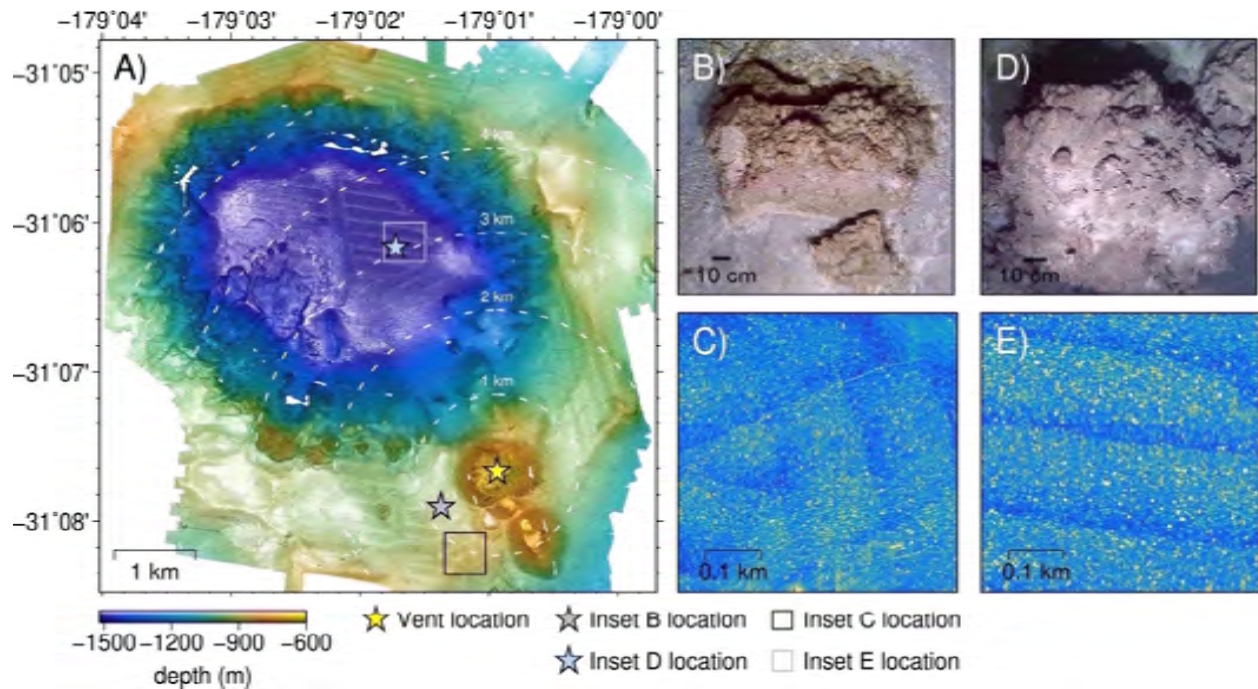 −179°04' −179°03' −179°02' −179°01' −179°00'
−31°05'
−31°06'
−31°07'
−31°08'
A)
4 km
3 km
2 km
1 km
1 km
B)
10 cm
D)
10 cm
C)
0.1 km
E)
0.1 km
−1500 −1200 −900 −600
depth (m)
Vent location
Inset B location
Inset C location
Inset D location
Inset E location